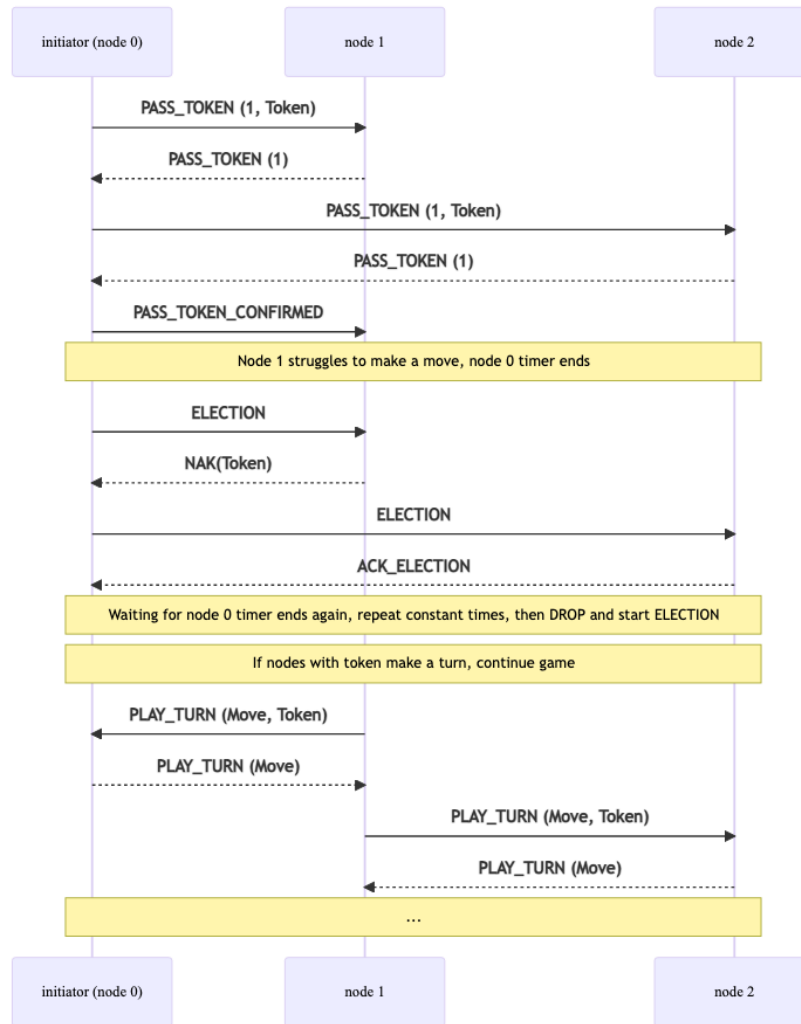 initiator (node 0)
node 1
node 2
PASS_TOKEN (1, Token)
PASS_TOKEN (1)
PASS_TOKEN (1, Token)
PASS_TOKEN (1)
PASS_TOKEN_CONFIRMED
Node 1 struggles to make a move, node 0 timer ends
ELECTION
NAK(Token)
ELECTION
ACK_ELECTION
Waiting for node 0 timer ends again, repeat constant times, then DROP and start ELECTION
If nodes with token make a turn, continue game
PLAY_TURN (Move, Token)
PLAY_TURN (Move)
PLAY_TURN (Move, Token)
PLAY_TURN (Move)
...
initiator (node 0)
node 1
node 2